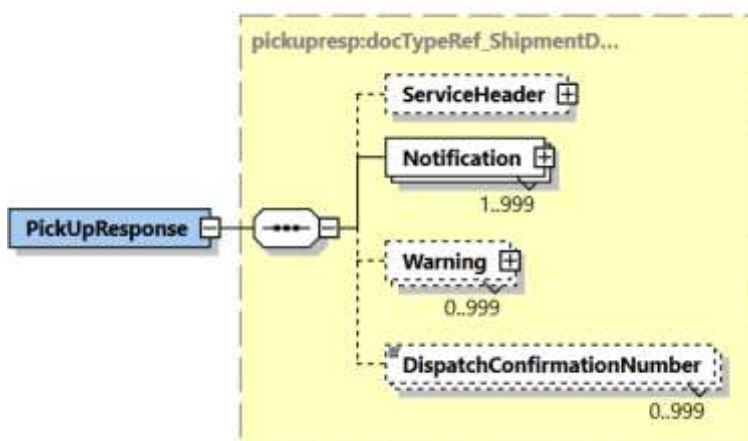 pickupresp:docTypeRef_ShipmentD...
ServiceHeader
Notification
1..999
PickUpResponse
Warning
0..999
DispatchConfirmationNumber
0..999